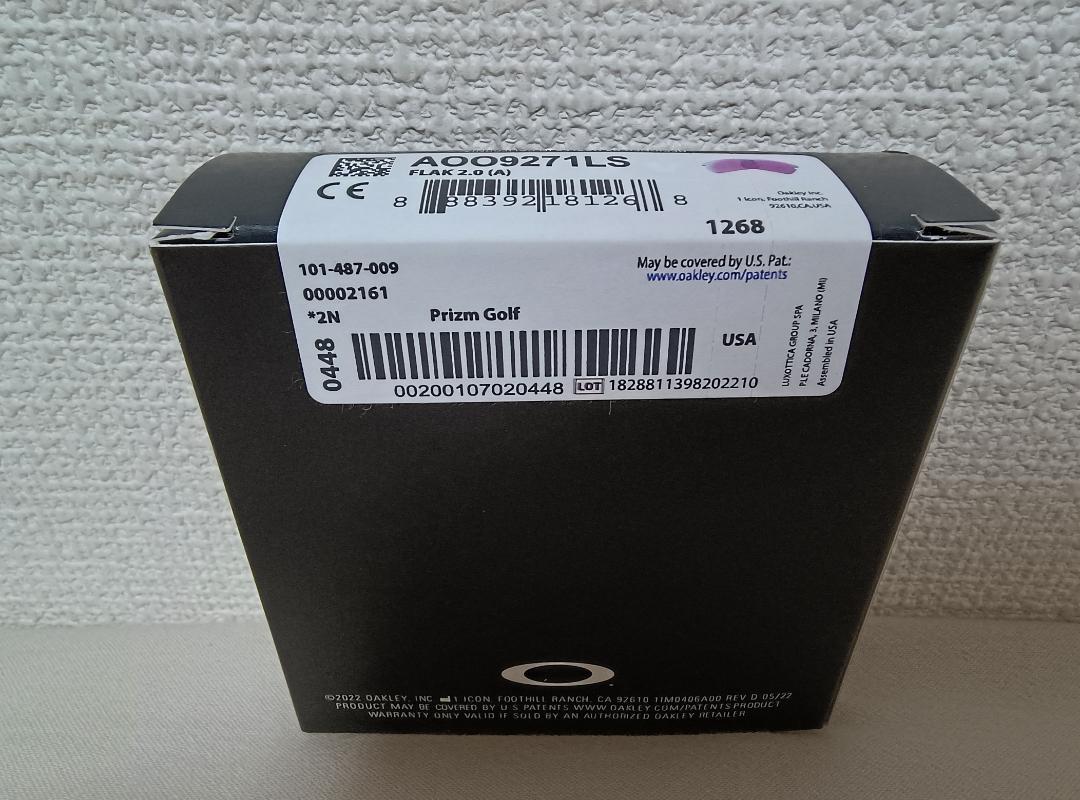 AOO9271LS
FLAK 2.0 (A)
CE
8 88392 18126 8
Oakley Inc.
1 Icon, Foothill Ranch
92610,CA,USA
1268
101-487-009
00002161
*2N
Prizm Golf
May be covered by U.S. Pat.:
www.oakley.com/patents
0448
USA
00200107020448 LOT 1828811398202210
LUXOTTICA GROUP SPA
P.LE CADORNA, 3, MILANO (MI)
Assembled in USA
©2022 OAKLEY, INC 1 ICON, FOOTHILL RANCH, CA 92610 11M0406A00 REV D 05/22
PRODUCT MAY BE COVERED BY U S PATENTS WWW.OAKLEY.COM/PATENTS PRODUCT
WARRANTY ONLY VALID IF SOLD BY AN AUTHORIZED OAKLEY RETAILER